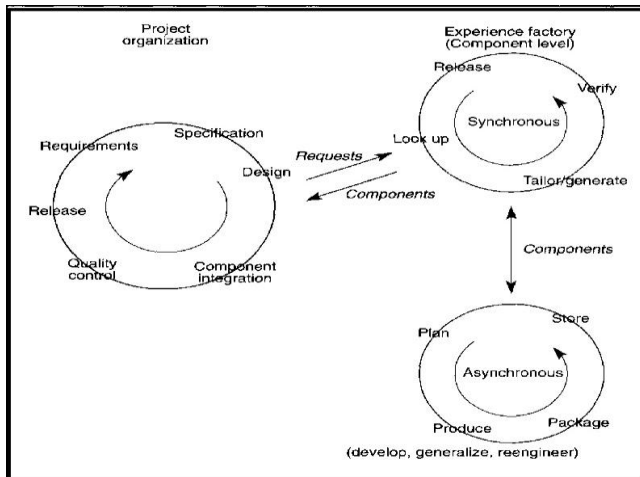 Project
organization
Experience factory
(Component level)
Release
Verify
Synchronous
Look up
Tailor/generate
Specification
Requirements
Design
Release
Quality
control
Component
integration
Requests
Components
Components
Plan
Store
Asynchronous
Produce
Package
(develop, generalize, reengineer)